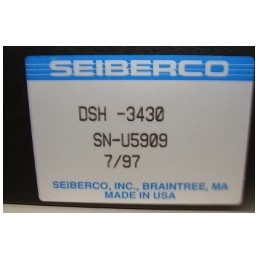 SEIBERCO
DSH -3430
SN-U5909
7/97
SEIBERCO, INC., BRAINTREE, MA
MADE IN USA